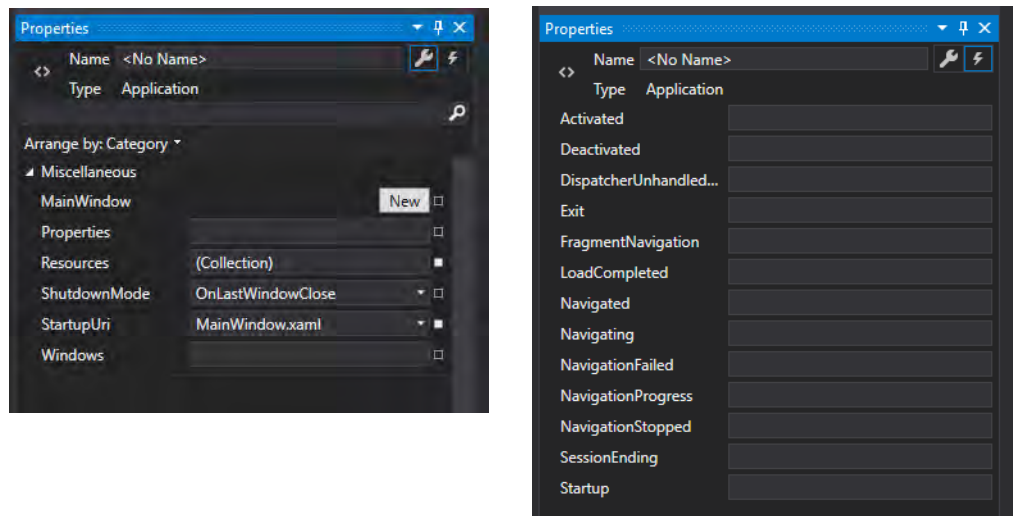 Properties
Name <No Name>
Type Application
Arrange by: Category
Miscellaneous
MainWindow New
Properties
Resources (Collection)
ShutdownMode OnLastWindowClose
StartupUri MainWindow.xaml
Windows
Properties
Name <No Name>
Type Application
Activated
Deactivated
DispatcherUnhandled...
Exit
FragmentNavigation
LoadCompleted
Navigated
Navigating
NavigationFailed
NavigationProgress
NavigationStopped
SessionEnding
Startup